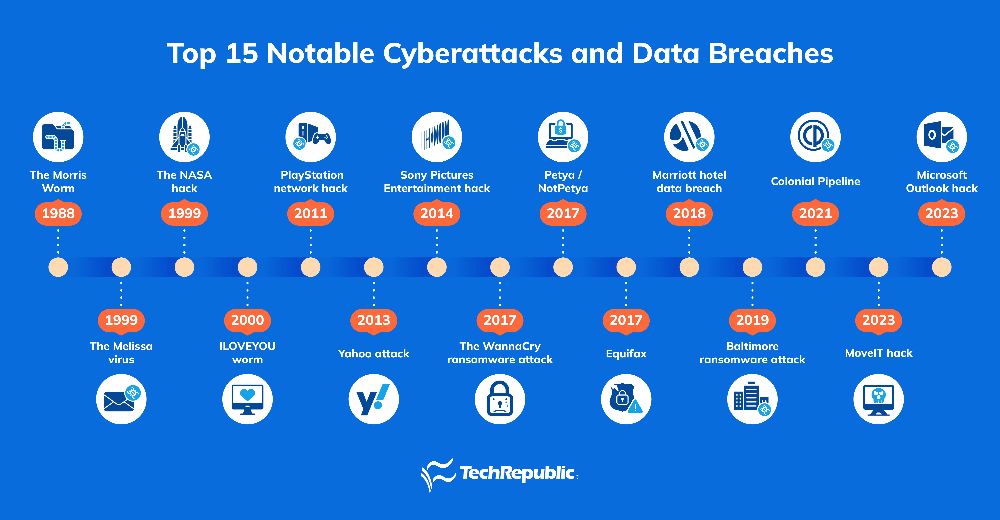 Top 15 Notable Cyberattacks and Data Breaches
The Morris
Worm
1988
The NASA
hack
1999
PlayStation
network hack
2011
Sony Pictures
Entertainment hack
2014
Petya /
NotPetya
2017
Marriott hotel
data breach
2018
Colonial Pipeline
2021
Microsoft
Outlook hack
2023
1999
The Melissa
virus
2000
ILOVEYOU
worm
2013
Yahoo attack
2017
The WannaCry
ransomware attack
2017
Equifax
2019
Baltimore
ransomware attack
2023
MoveIT hack
TechRepublic®